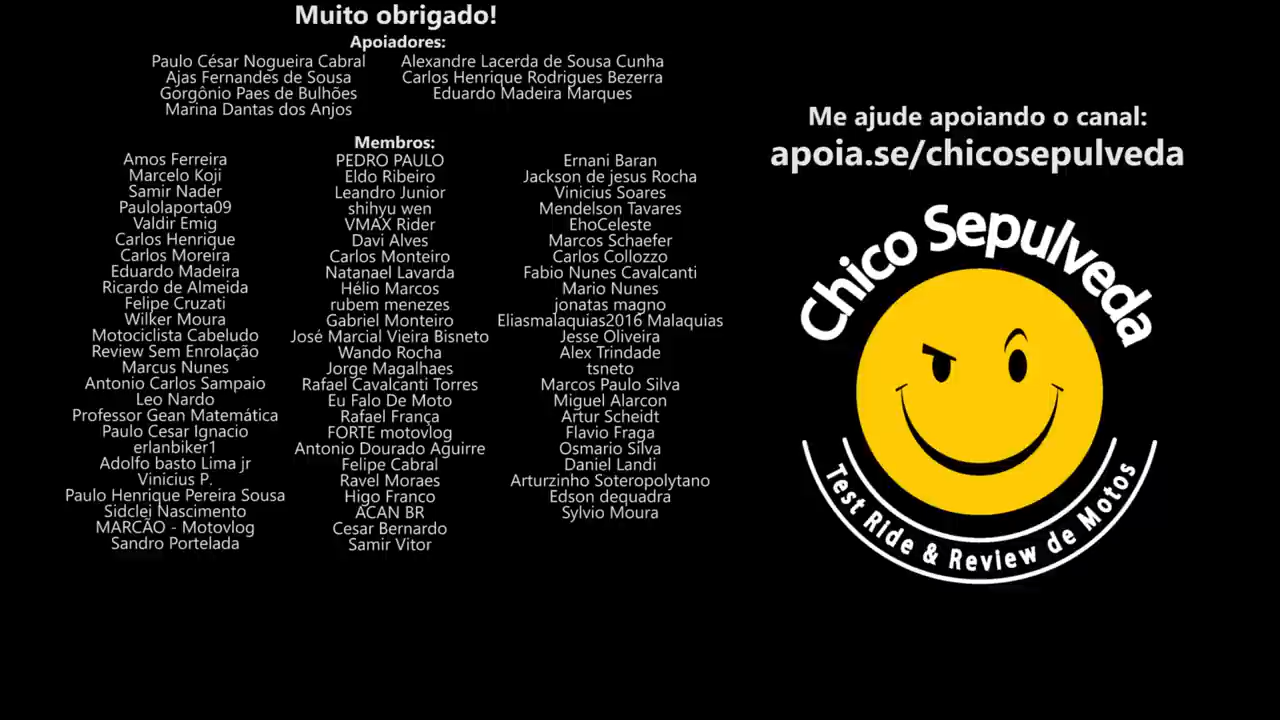 Muito obrigado!
Apoiadores:
Paulo César Nogueira Cabral
Ajas Fernandes de Sousa
Gorgônio Paes de Bulhões
Marina Dantas dos Anjos
Alexandre Lacerda de Sousa Cunha
Carlos Henrique Rodrigues Bezerra
Eduardo Madeira Marques
Membros:
Amos Ferreira
Marcelo Koji
Samir Nader
Paulolaporta09
Valdir Emig
Carlos Henrique
Carlos Moreira
Eduardo Madeira
Ricardo de Almeida
Felipe Cruzati
Wilker Moura
Motociclista Cabeludo
Review Sem Enrolação
Marcus Nunes
Antonio Carlos Sampaio
Leo Nardo
Professor Gean Matemática
Paulo Cesar Ignacio
erlanbiker1
Adolfo basto Lima jr
Vinicius P.
Paulo Henrique Pereira Sousa
Sidclei Nascimento
MARCÃO - Motovlog
Sandro Portelada
PEDRO PAULO
Eldo Ribeiro
Leandro Junior
shihyu wen
VMAX Rider
Davi Alves
Carlos Monteiro
Natanael Lavarda
Hélio Marcos
rubem menezes
Gabriel Monteiro
José Marcial Vieira Bisneto
Wando Rocha
Jorge Magalhaes
Rafael Cavalcanti Torres
Eu Falo De Moto
Rafael França
FORTE motovlog
Antonio Dourado Aguirre
Felipe Cabral
Ravel Moraes
Higo Franco
ACAN BR
Cesar Bernardo
Samir Vitor
Ernani Baran
Jackson de jesus Rocha
Vinicius Soares
Mendelson Tavares
EhoCeleste
Marcos Schaefer
Carlos Collozzo
Fabio Nunes Cavalcanti
Mario Nunes
jonatas magno
Eliasmalaquias2016 Malaquias
Jesse Oliveira
Alex Trindade
tsneto
Marcos Paulo Silva
Miguel Alarcon
Artur Scheidt
Flavio Fraga
Osmario Silva
Daniel Landi
Arturzinho Soteropolytano
Edson dequadra
Sylvio Moura
Me ajude apoiando o canal:
apoia.se/chicosepulveda
Chico Sepulveda
Test Ride & Review de Motos